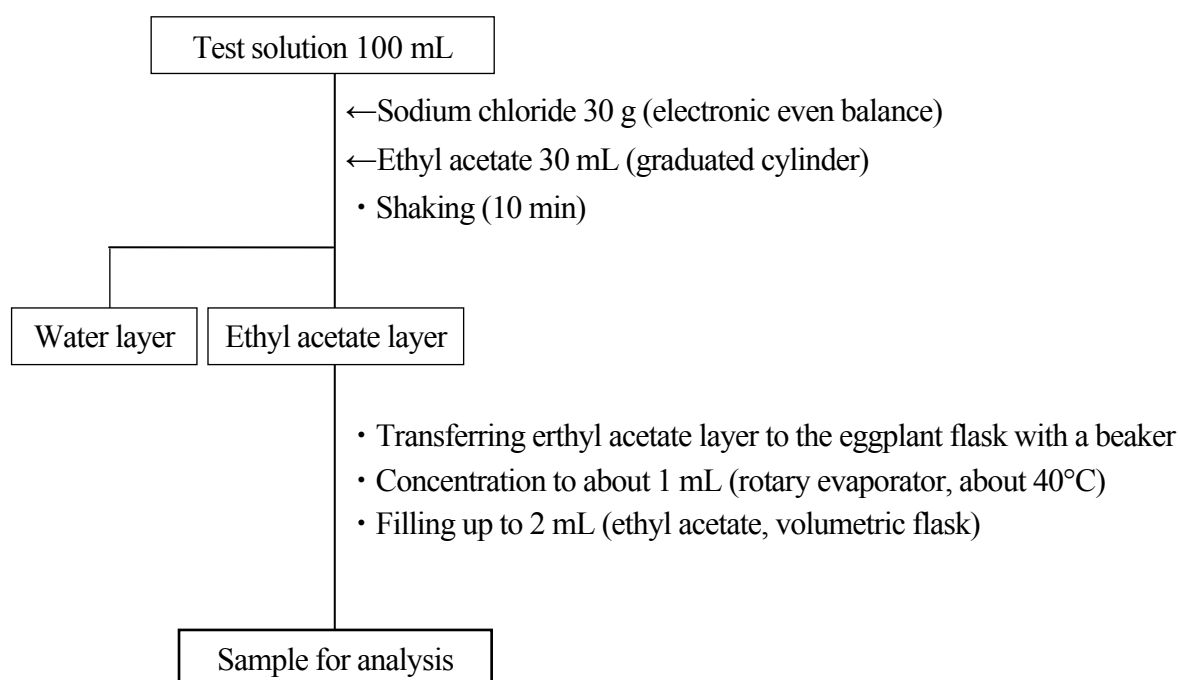 Test solution 100 mL
←Sodium chloride 30 g (electronic even balance)
←Ethyl acetate 30 mL (graduated cylinder)
・Shaking (10 min)
Water layer
Ethyl acetate layer
・Transferring erthyl acetate layer to the eggplant flask with a beaker
・Concentration to about 1 mL (rotary evaporator, about 40°C)
・Filling up to 2 mL (ethyl acetate, volumetric flask)
Sample for analysis